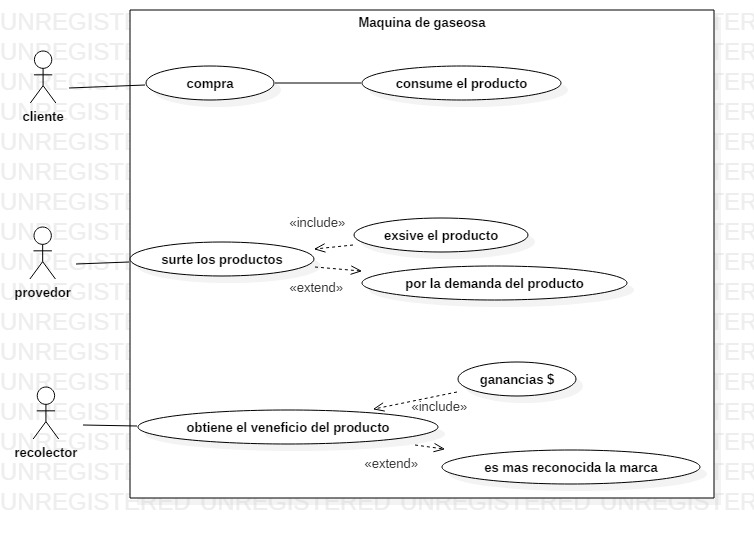 Maquina de gaseosa
compra
consume el producto
cliente
«include»
exsive el producto
surte los productos
por la demanda del producto
«extend»
provedor
ganancias $
«include»
obtiene el veneficio del producto
recolector
«extend»
es mas reconocida la marca
UNREGISTERED UNREGISTERED UNREGISTERED UNREGISTERED